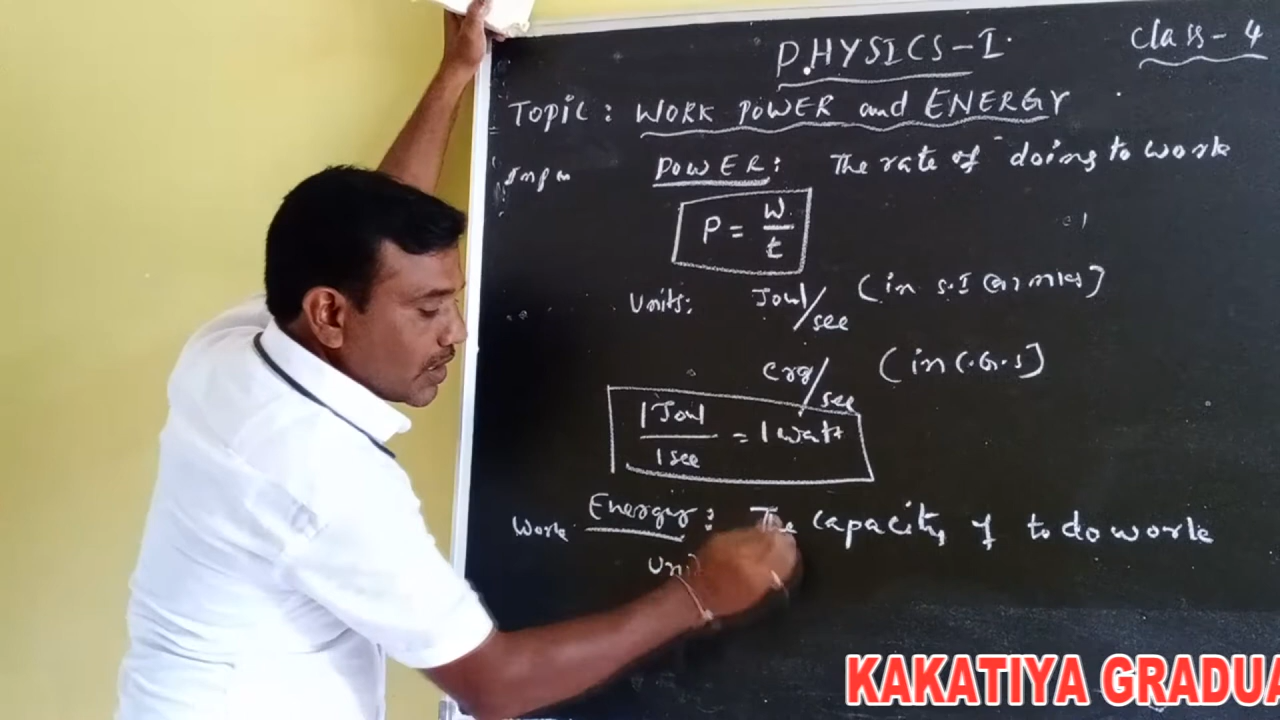 PHYSICS-I.
Class-4
Topic: WORK POWER and ENERGY
POWER: The rate of doing to work
P = W/t
Units: Joul/sec (in S.I (or) mks)
erg/sec (in C.G.S)
1 Joul/1 sec = 1 watt
Work Energy: The capacity of to do work
Uni
KAKATIYA GRADUA